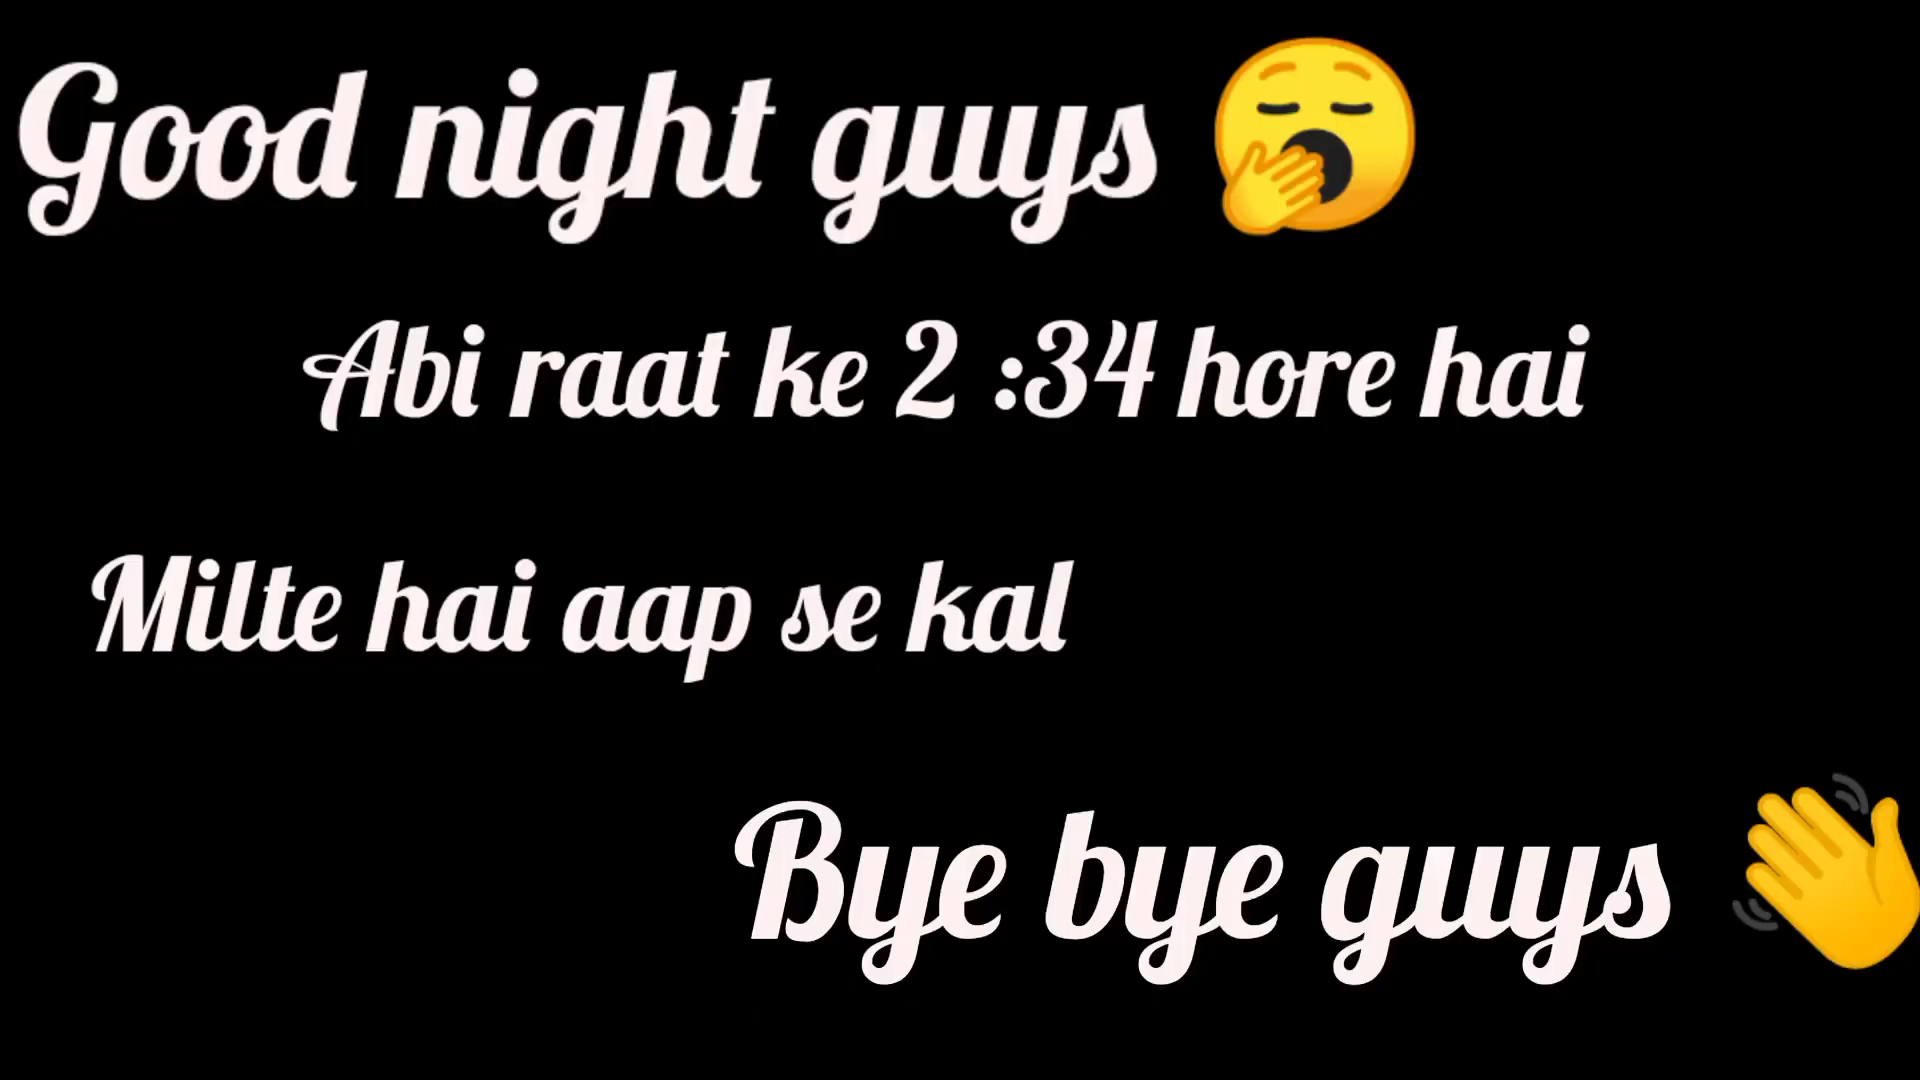 Good night guys 🥱
Abi raat ke 2 :34 hore hai
Milte hai aap se kal
Bye bye guys 👋